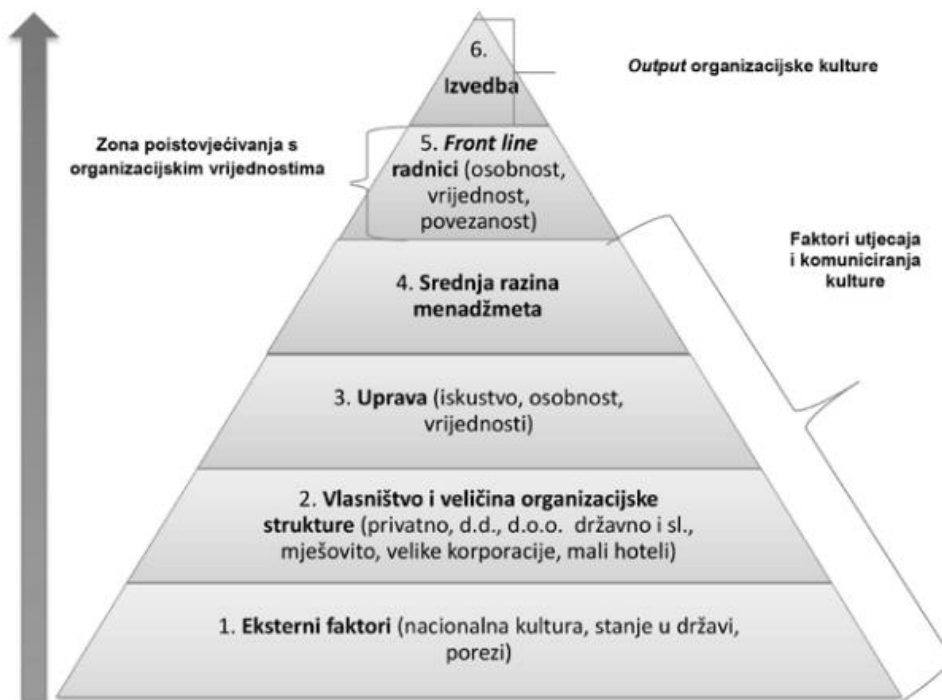 6.
Izvedba
Output organizacijske kulture
Zona poistovjećivanja s
organizacijskim vrijednostima
5. Front line
radnici (osobnost,
vrijednost,
povezanost)
Faktori utjecaja
i komuniciranja
kulture
4. Srednja razina
menadžmeta
3. Uprava (iskustvo, osobnost,
vrijednosti)
2. Vlasništvo i veličina organizacijske
strukture (privatno, d.d., d.o.o. državno i sl.,
mješovito, velike korporacije, mali hoteli)
1. Eksterni faktori (nacionalna kultura, stanje u državi,
porezi)